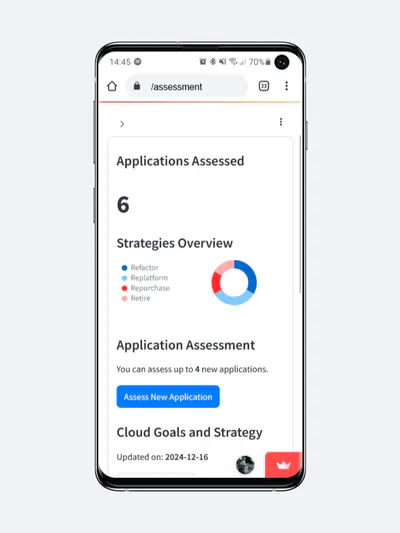 14:45
70%
/assessment
23
Applications Assessed
6
Strategies Overview
Refactor
Replatform
Repurchase
Retire
Application Assessment
You can assess up to 4 new applications.
Assess New Application
Cloud Goals and Strategy
Updated on: 2024-12-16